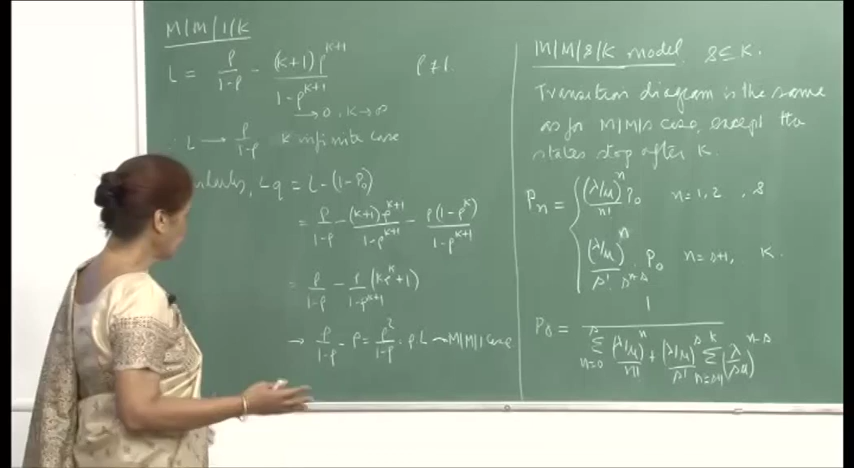 M|M|1|K
L = ρ/(1-ρ) - (K+1)ρ^(K+1)/(1-ρ^(K+1))   ρ≠1
→ 0, K→∞
L → ρ/(1-ρ) K infinite case
Lq = L - (1-P₀)
= ρ/(1-ρ) - (K+1)ρ^(K+1)/(1-ρ^(K+1)) - ρ(1-ρ^K)/(1-ρ^(K+1))
= ρ/(1-ρ) - ρ/(1-ρ^(K+1)) (Kρ^K+1)
→ ρ/(1-ρ) - ρ = ρ²/(1-ρ) = ρL ~ M|M|1 case
M|M|s|K model   s≤K.
Transition diagram is the same
as for M|M|s case, except the
states stop after K.
Pn = { (λ/μ)^n/n! P₀   n=1,2   , s
(λ/μ)^n/(s! s^(n-s)) P₀   n=s+1,   K.
P₀ = 1/(Σ_(n=0)^s (λ/μ)^n/n! + (λ/μ)^s/s! Σ_(n=s+1)^K (λ/sμ)^(n-s))